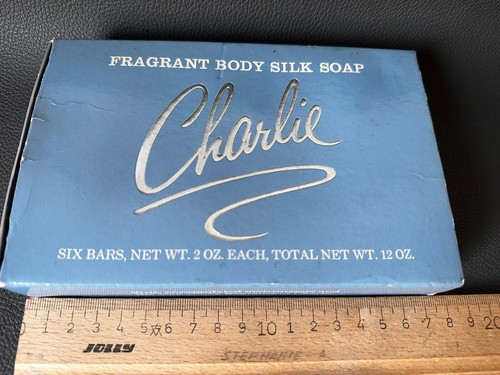 FRAGRANT BODY SILK SOAP
Charlie
SIX BARS, NET WT. 2 OZ. EACH, TOTAL NET WT. 12 OZ.
0 1 2 3 4 5 6 7 8 9 10 1 2 3 4 5 6 7 8 9 20
JOLLY STEPHANIE